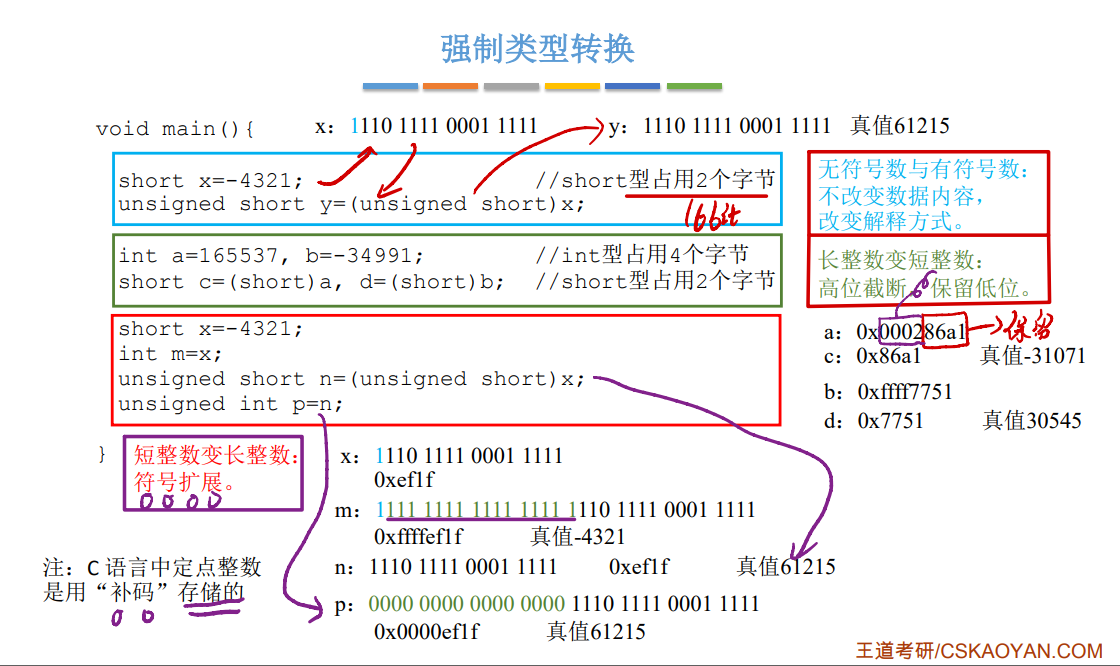 强制类型转换
void main(){
x：1110 1111 0001 1111
y：1110 1111 0001 1111 真值61215
short x=-4321; //short型占用2个字节
unsigned short y=(unsigned short)x;
16bit
无符号数与有符号数：
不改变数据内容，
改变解释方式。
int a=165537, b=-34991; //int型占用4个字节
short c=(short)a, d=(short)b; //short型占用2个字节
长整数变短整数：
高位截断，保留低位。
short x=-4321;
int m=x;
unsigned short n=(unsigned short)x;
unsigned int p=n;
a：0x000286a1 保留
c：0x86a1 真值-31071
b：0xffff7751
d：0x7751 真值30545
}
短整数变长整数：
符号扩展。
x：1110 1111 0001 1111
0xef1f
m：1111 1111 1111 1111 1110 1111 0001 1111
0xffffef1f 真值-4321
n：1110 1111 0001 1111 0xef1f 真值61215
p：0000 0000 0000 0000 1110 1111 0001 1111
0x0000ef1f 真值61215
注：C 语言中定点整数
是用“补码”存储的
王道考研/CSKAOYAN.COM